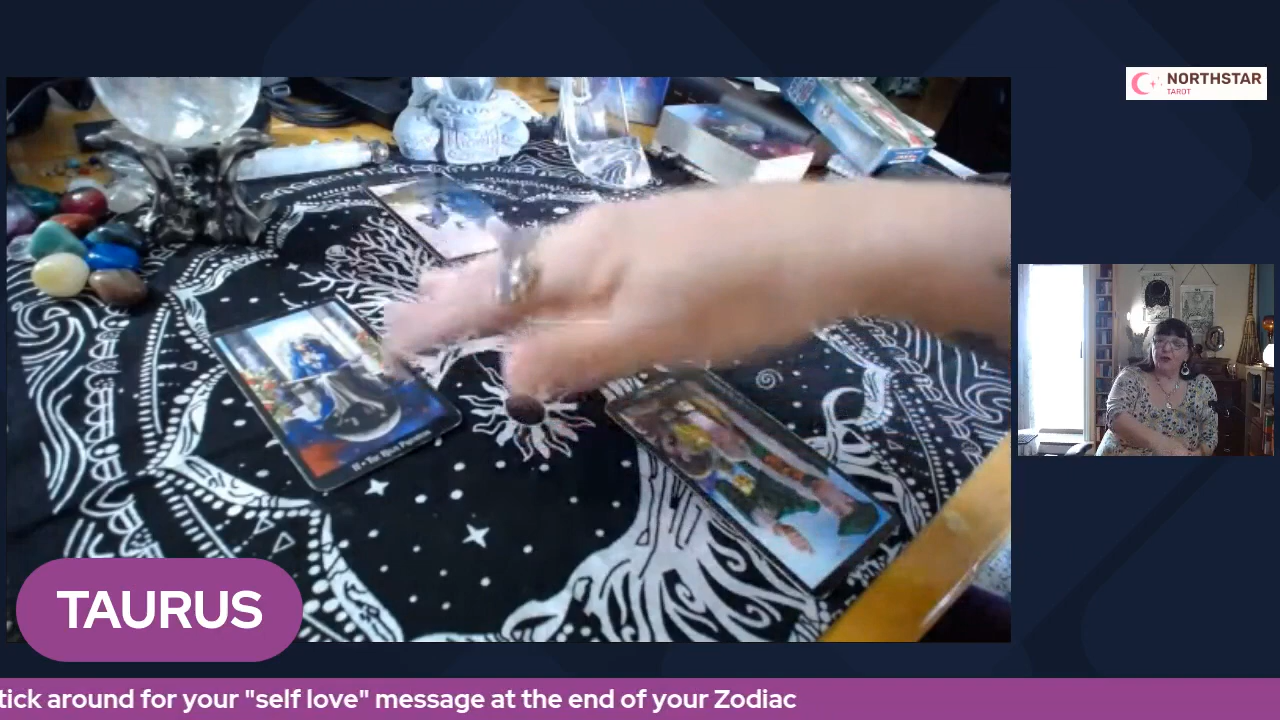 NORTHSTAR
TAROT
TAURUS
tick around for your "self love" message at the end of your Zodiac